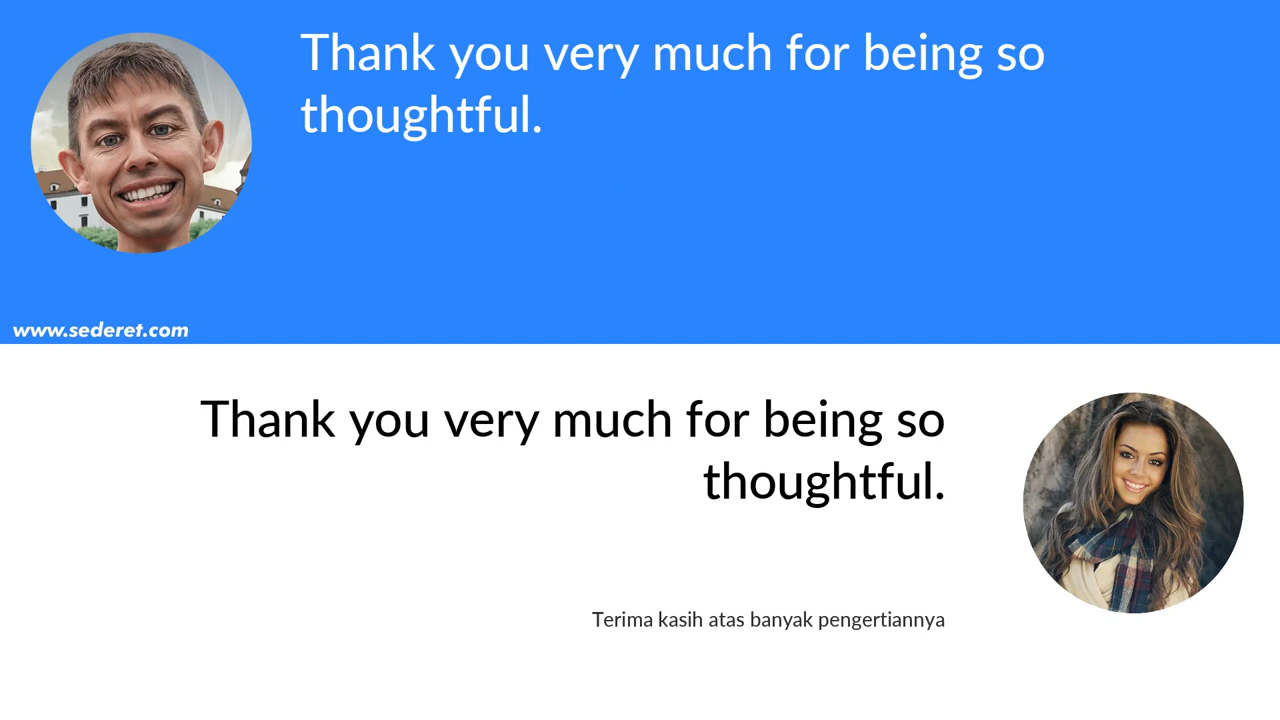 Thank you very much for being so
thoughtful.
www.sederet.com
Thank you very much for being so
thoughtful.
Terima kasih atas banyak pengertiannya